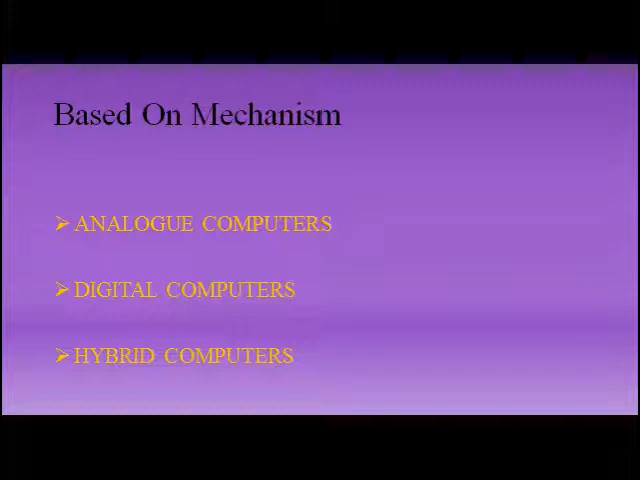 Based On Mechanism
➢ ANALOGUE COMPUTERS
➢ DIGITAL COMPUTERS
➢ HYBRID COMPUTERS